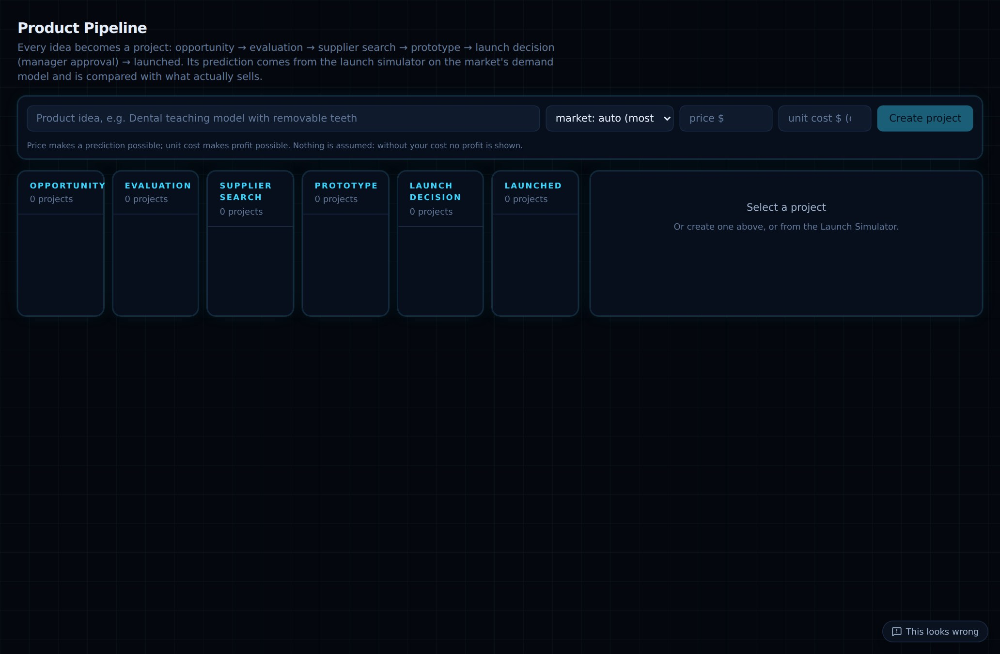 Product Pipeline
Every idea becomes a project: opportunity → evaluation → supplier search → prototype → launch decision
(manager approval) → launched. Its prediction comes from the launch simulator on the market's demand
model and is compared with what actually sells.
Product idea, e.g. Dental teaching model with removable teeth
market: auto (most
price $
unit cost $ (
Create project
Price makes a prediction possible; unit cost makes profit possible. Nothing is assumed: without your cost no profit is shown.
OPPORTUNITY
0 projects
EVALUATION
0 projects
SUPPLIER
SEARCH
0 projects
PROTOTYPE
0 projects
LAUNCH
DECISION
0 projects
LAUNCHED
0 projects
Select a project
Or create one above, or from the Launch Simulator.
This looks wrong